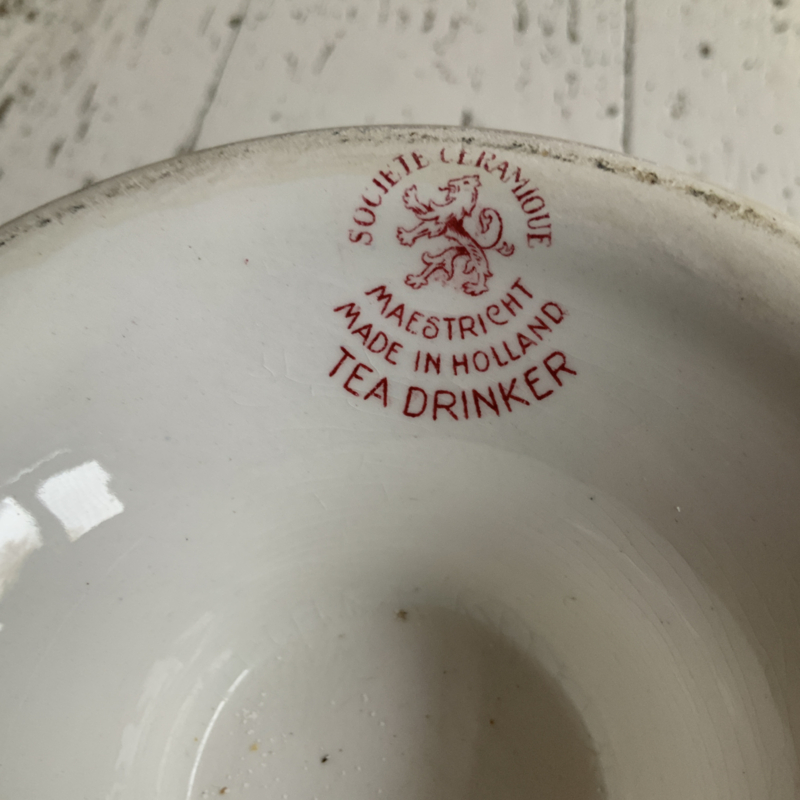 SOCIETE CERAMIQUE
MAESTRICHT
MADE IN HOLLAND
TEA DRINKER